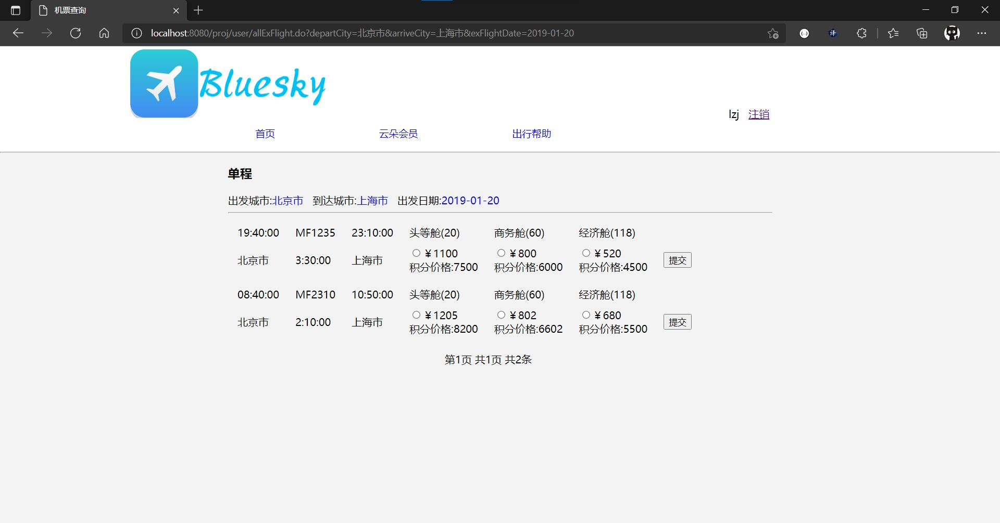 机票查询
localhost:8080/proj/user/allExFlight.do?departCity=北京市&arriveCity=上海市&exFlightDate=2019-01-20
译
Bluesky
lzj 注销
首页 云朵会员 出行帮助
单程
出发城市:北京市 到达城市:上海市 出发日期:2019-01-20
19:40:00 MF1235 23:10:00 头等舱(20) 商务舱(60) 经济舱(118)
北京市 3:30:00 上海市 ¥1100 ¥800 ¥520 提交
积分价格:7500 积分价格:6000 积分价格:4500
08:40:00 MF2310 10:50:00 头等舱(20) 商务舱(60) 经济舱(118)
北京市 2:10:00 上海市 ¥1205 ¥802 ¥680 提交
积分价格:8200 积分价格:6602 积分价格:5500
第1页 共1页 共2条